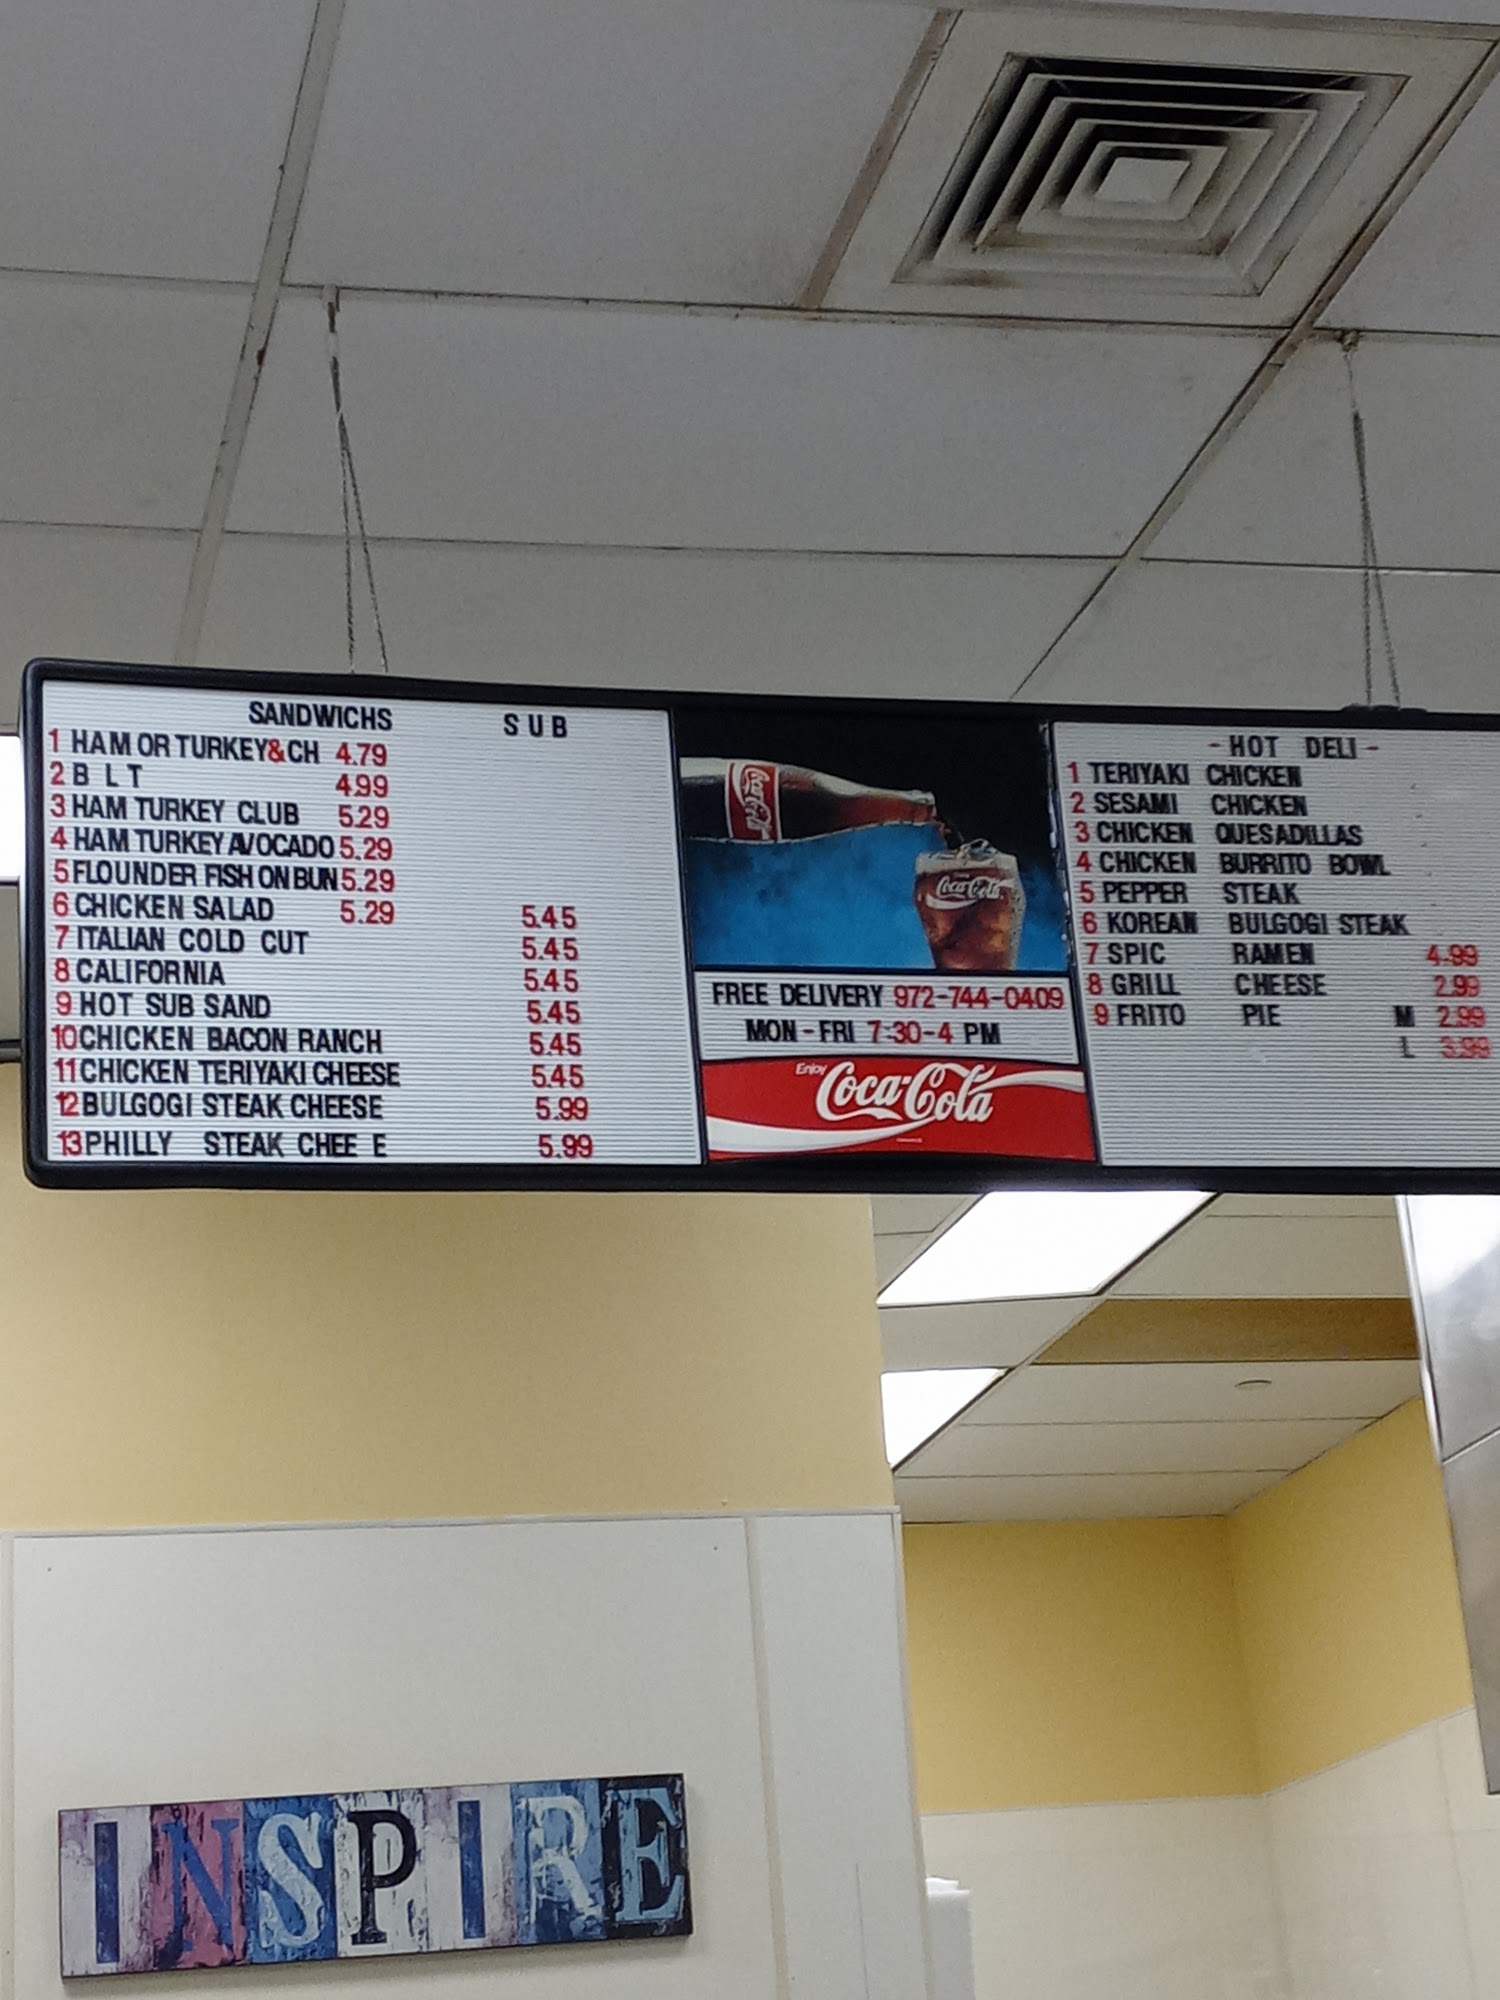 SANDWICHS SUB
1 HAM OR TURKEY&CH 4.79
2 B L T 4.99
3 HAM TURKEY CLUB 5.29
4 HAM TURKEY AVOCADO 5.29
5 FLOUNDER FISH ON BUN 5.29
6 CHICKEN SALAD 5.29 5.45
7 ITALIAN COLD CUT 5.45
8 CALIFORNIA 5.45
9 HOT SUB SAND 5.45
10 CHICKEN BACON RANCH 5.45
11 CHICKEN TERIYAKI CHEESE 5.45
12 BULGOGI STEAK CHEESE 5.99
13 PHILLY STEAK CHEE E 5.99
Coca-Cola
Coca-Cola
FREE DELIVERY 972-744-0409
MON-FRI 7:30-4 PM
Enjoy
Coca-Cola
- HOT DELI -
1 TERIYAKI CHICKEN
2 SESAMI CHICKEN
3 CHICKEN QUESADILLAS
4 CHICKEN BURRITO BOWL
5 PEPPER STEAK
6 KOREAN BULGOGI STEAK
7 SPIC RAMEN 4.99
8 GRILL CHEESE 2.99
9 FRITO PIE M 2.99
L 3.99
INSPIRE